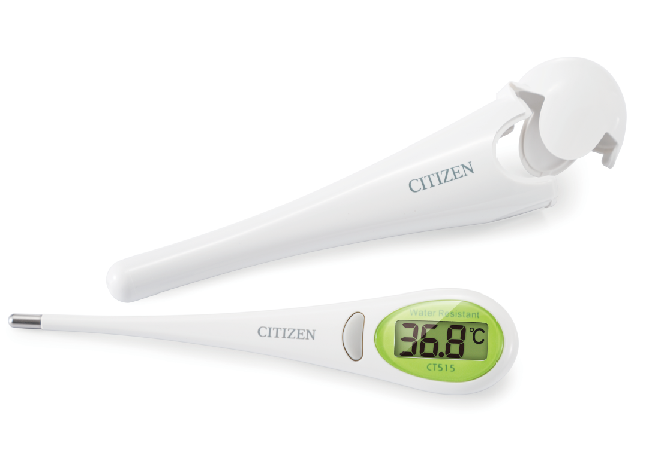 CITIZEN
CITIZEN
Water Resistant
36.8°C
CT515